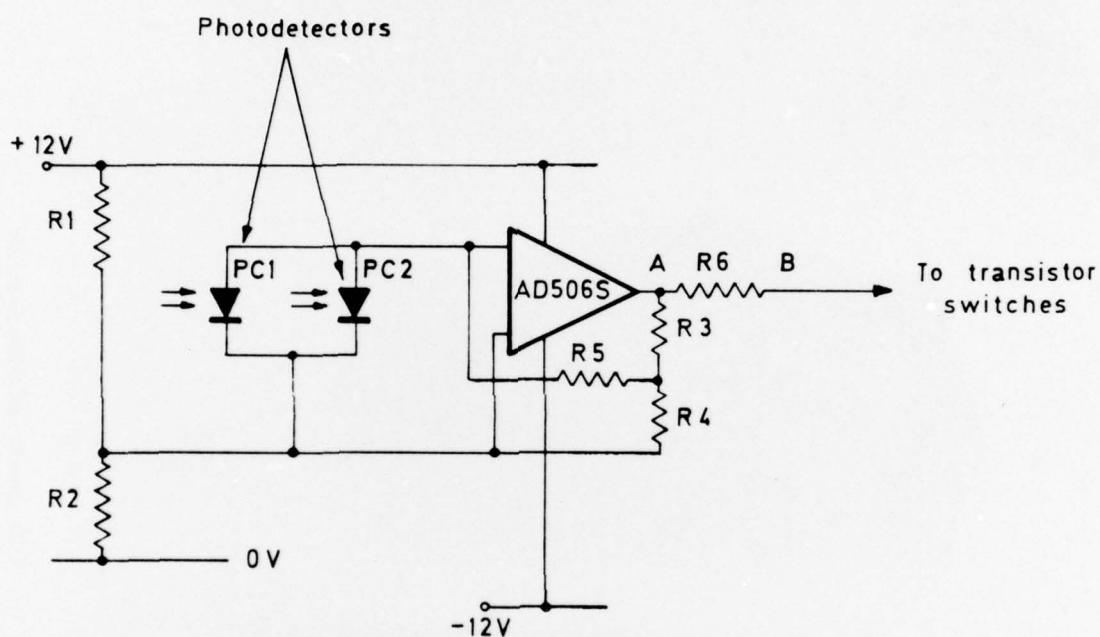 Photodetectors
+12V
R1
PC1
PC2
AD506S
A
R6
B
To transistor
switches
R3
R5
R4
R2
0V
-12V